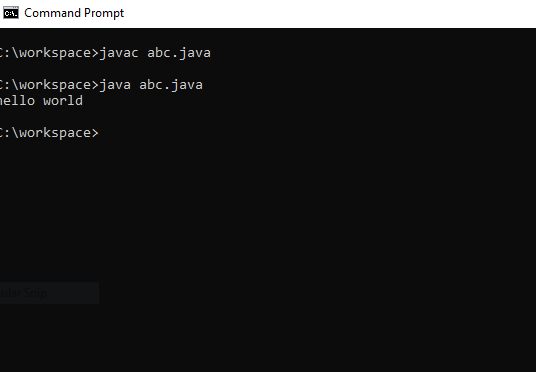 Command Prompt
C:\workspace>javac abc.java
C:\workspace>java abc.java
hello world
C:\workspace>